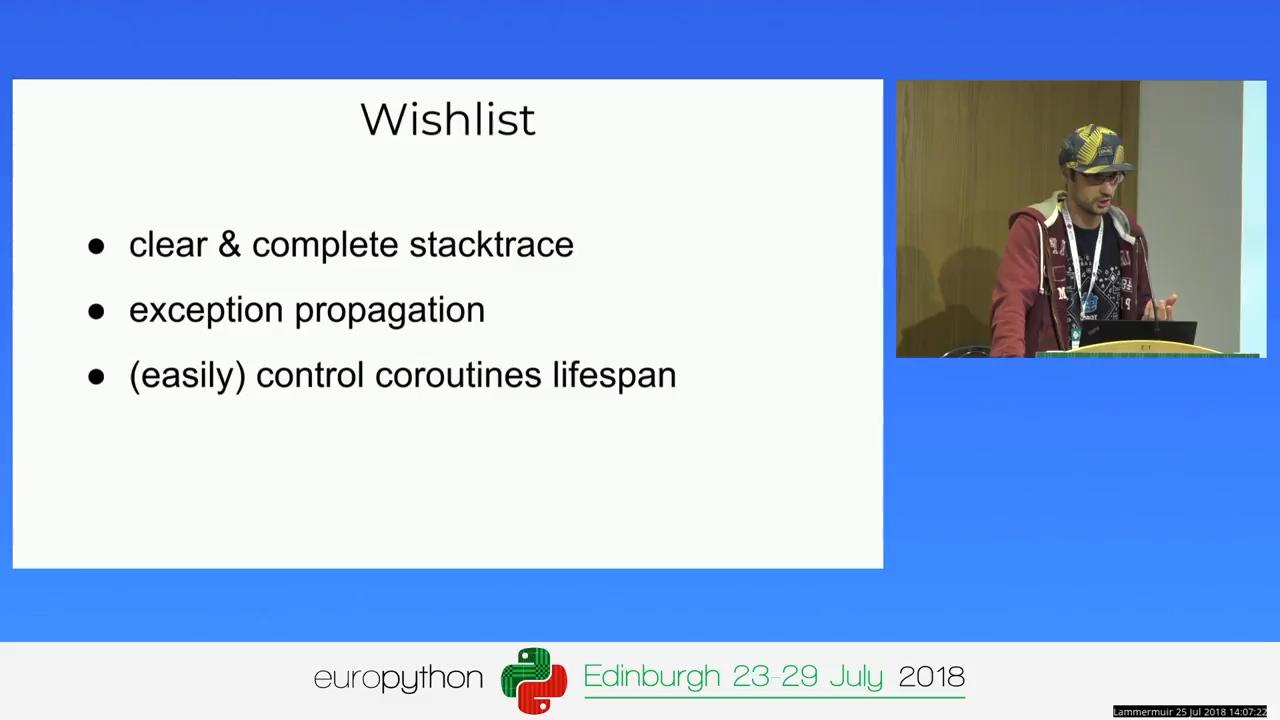 Wishlist
● clear & complete stacktrace
● exception propagation
● (easily) control coroutines lifespan
europython
Edinburgh 23-29 July 2018
Lammermuir 25 Jul 2018 14:07:22